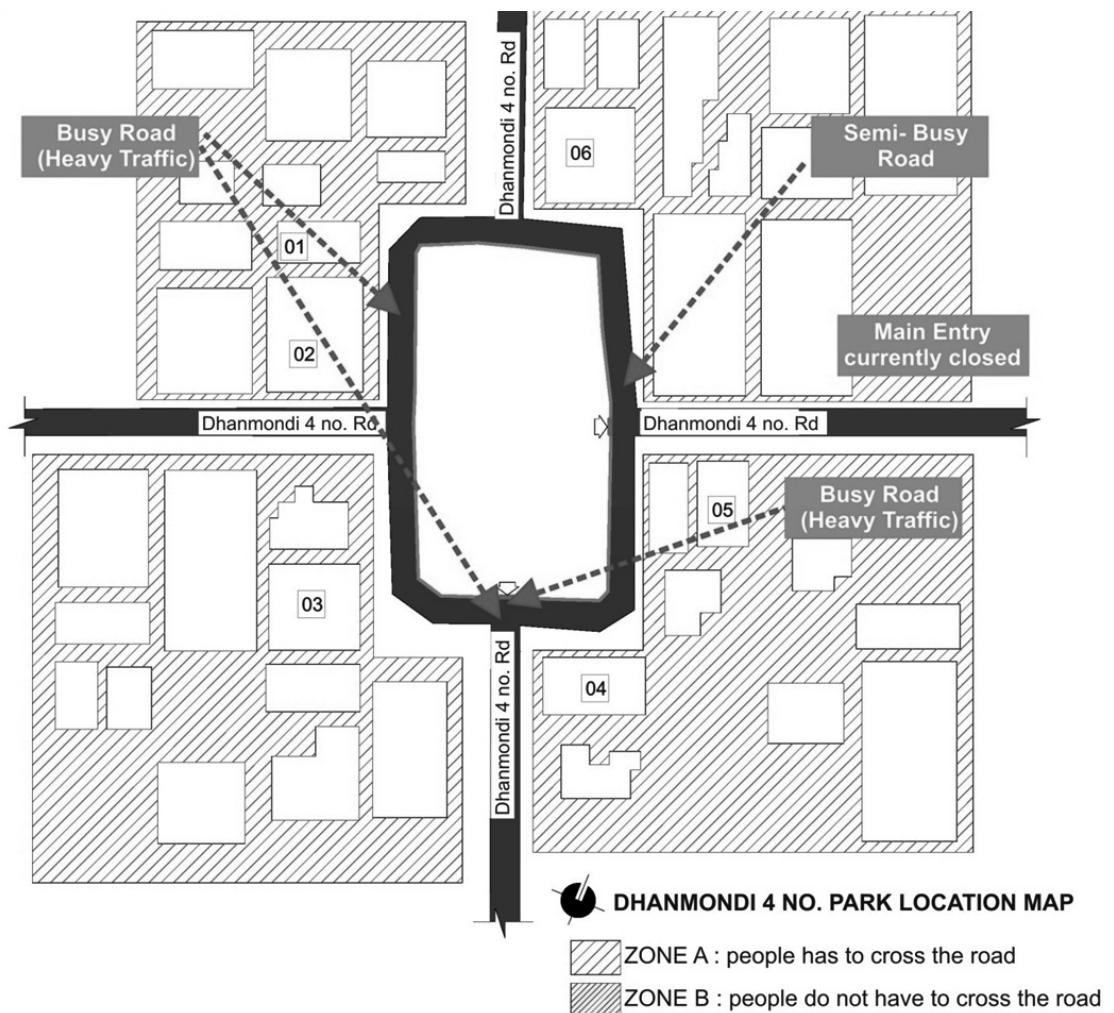 Dhanmondi 4 no. Rd
Busy Road
(Heavy Traffic)
06
Semi- Busy
Road
01
02
Main Entry
currently closed
Dhanmondi 4 no. Rd
Dhanmondi 4 no. Rd
05
Busy Road
(Heavy Traffic)
03
04
Dhanmondi 4 no. Rd
DHANMONDI 4 NO. PARK LOCATION MAP
ZONE A : people has to cross the road
ZONE B : people do not have to cross the road